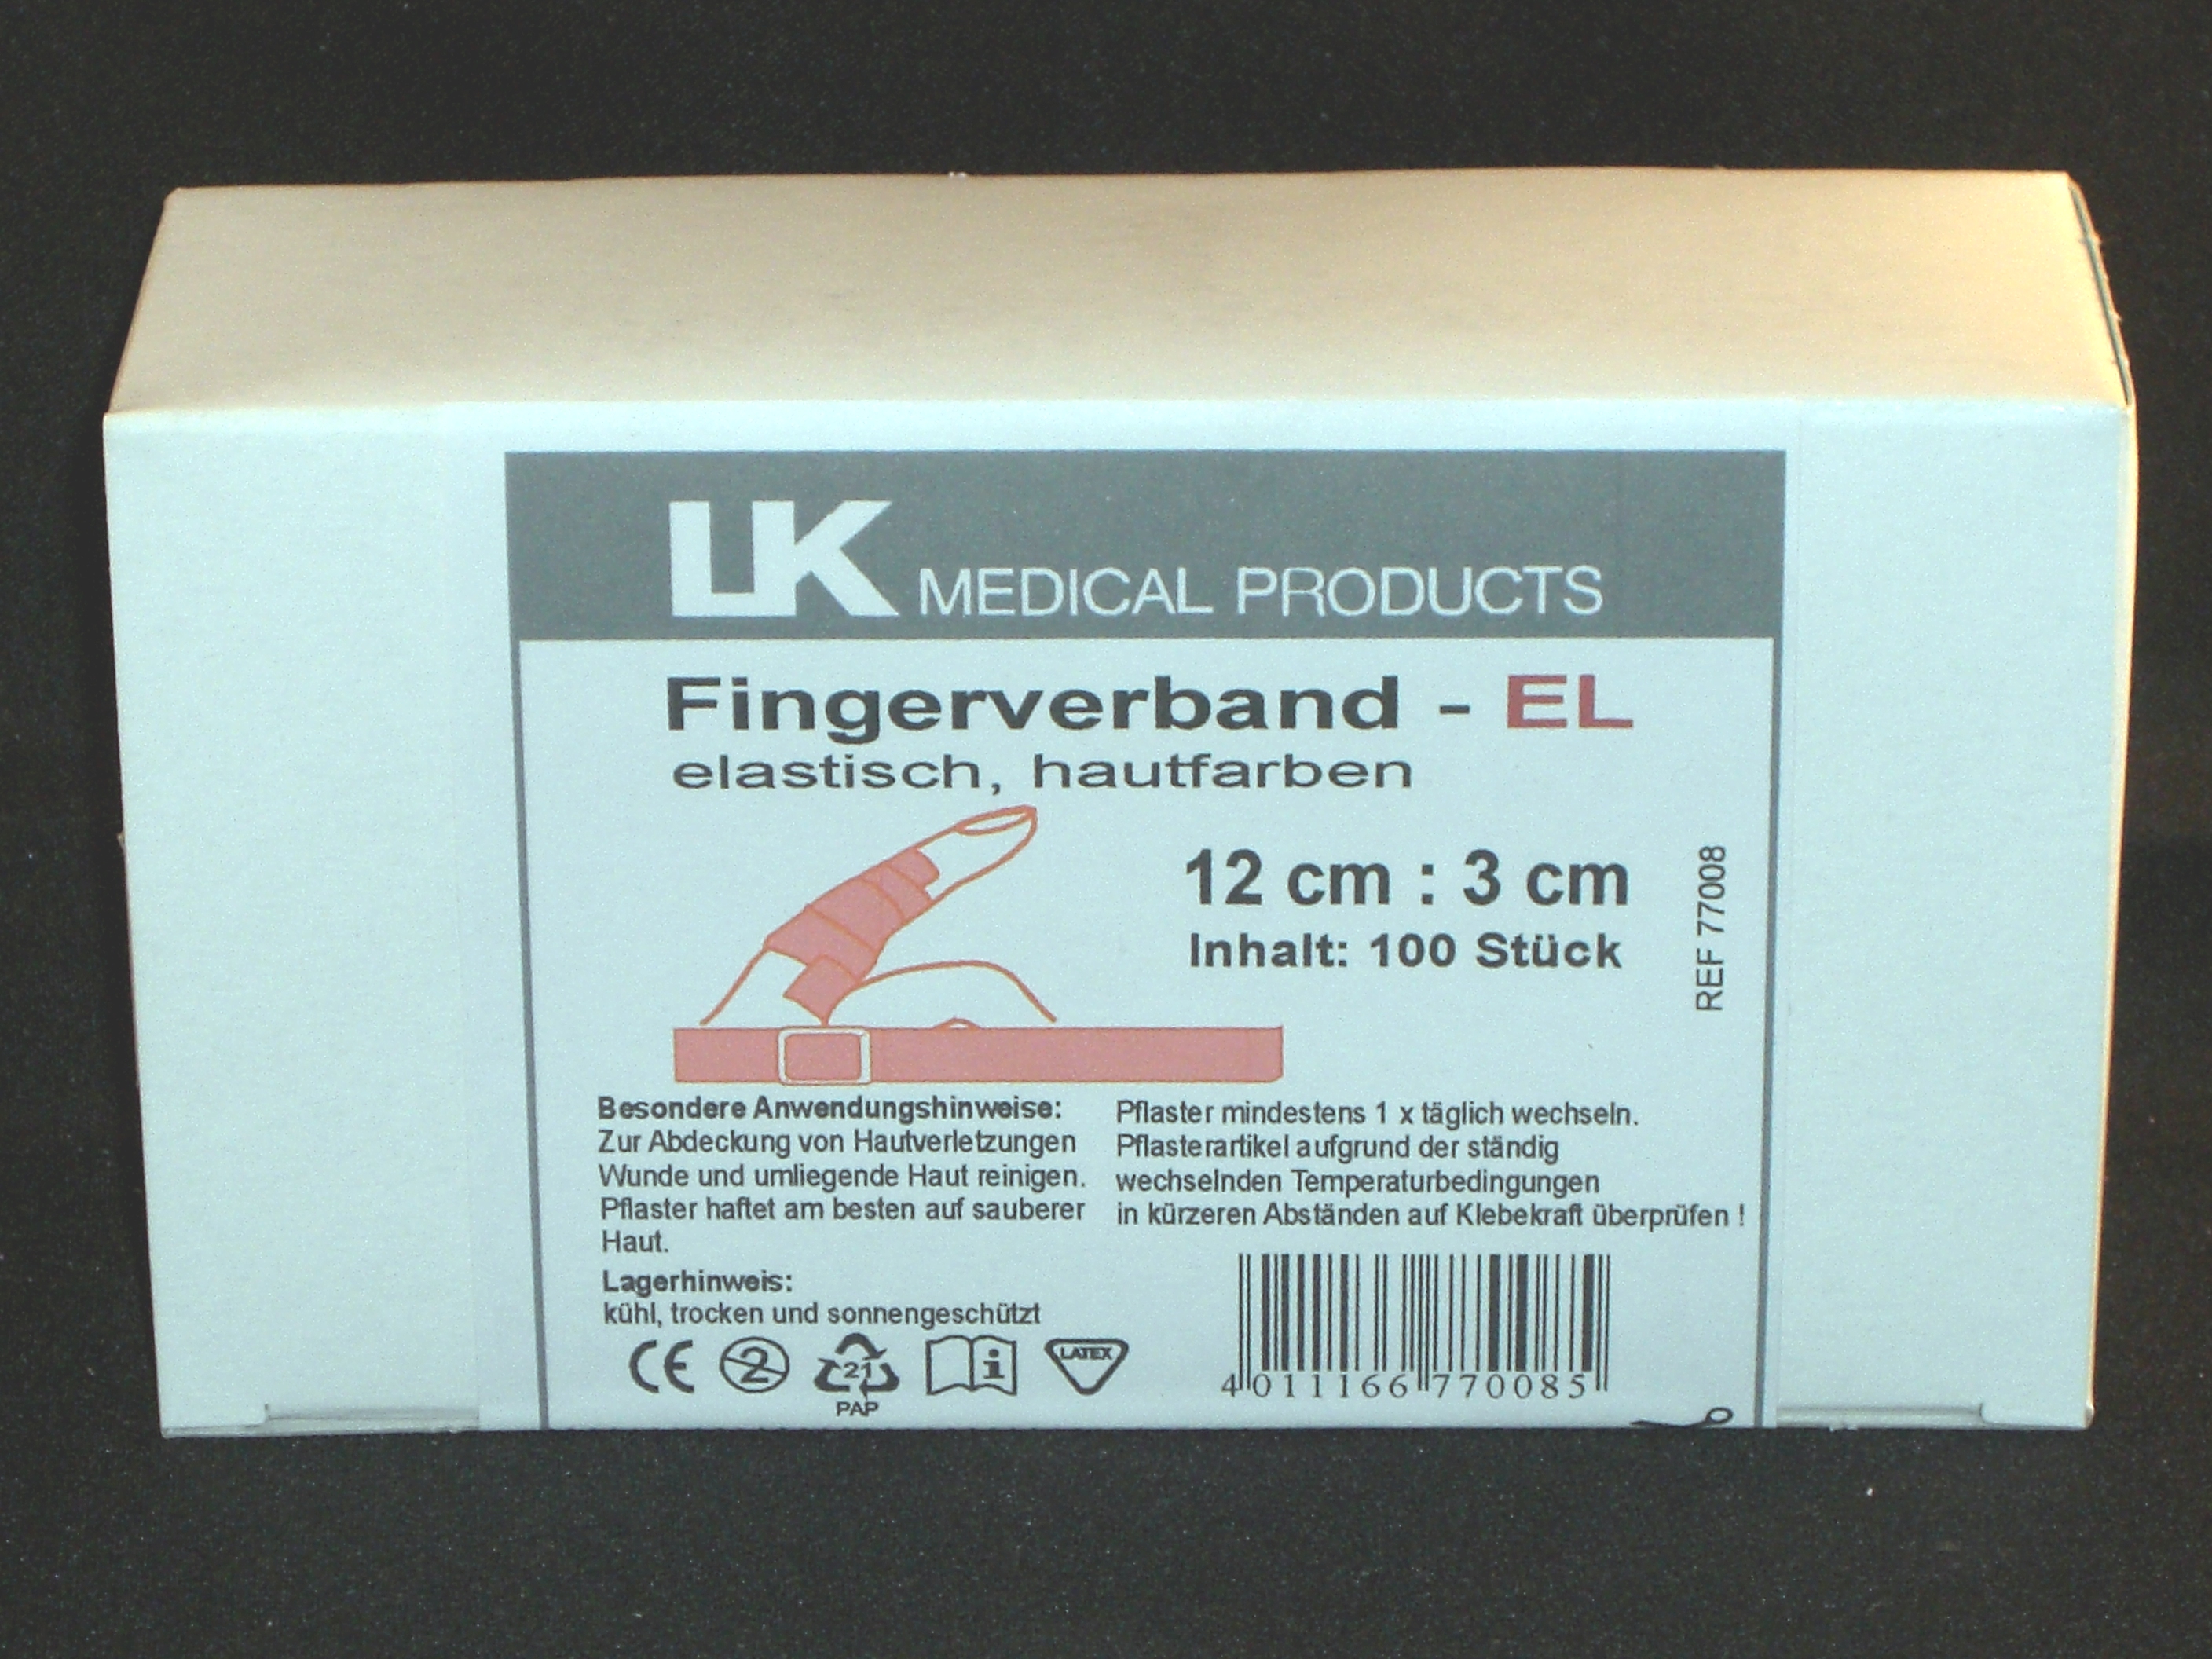 LK MEDICAL PRODUCTS
Fingerverband - EL
elastisch, hautfarben
12 cm : 3 cm
Inhalt: 100 Stück
REF 77008
Besondere Anwendungshinweise:
Zur Abdeckung von Hautverletzungen
Wunde und umliegende Haut reinigen.
Pflaster haftet am besten auf sauberer
Haut.
Pflaster mindestens 1 x täglich wechseln.
Pflasterartikel aufgrund der ständig
wechselnden Temperaturbedingungen
in kürzeren Abständen auf Klebekraft überprüfen !
Lagerhinweis:
kühl, trocken und sonnengeschützt
CE 2 21 i LATEX
PAP
4 011166 770085